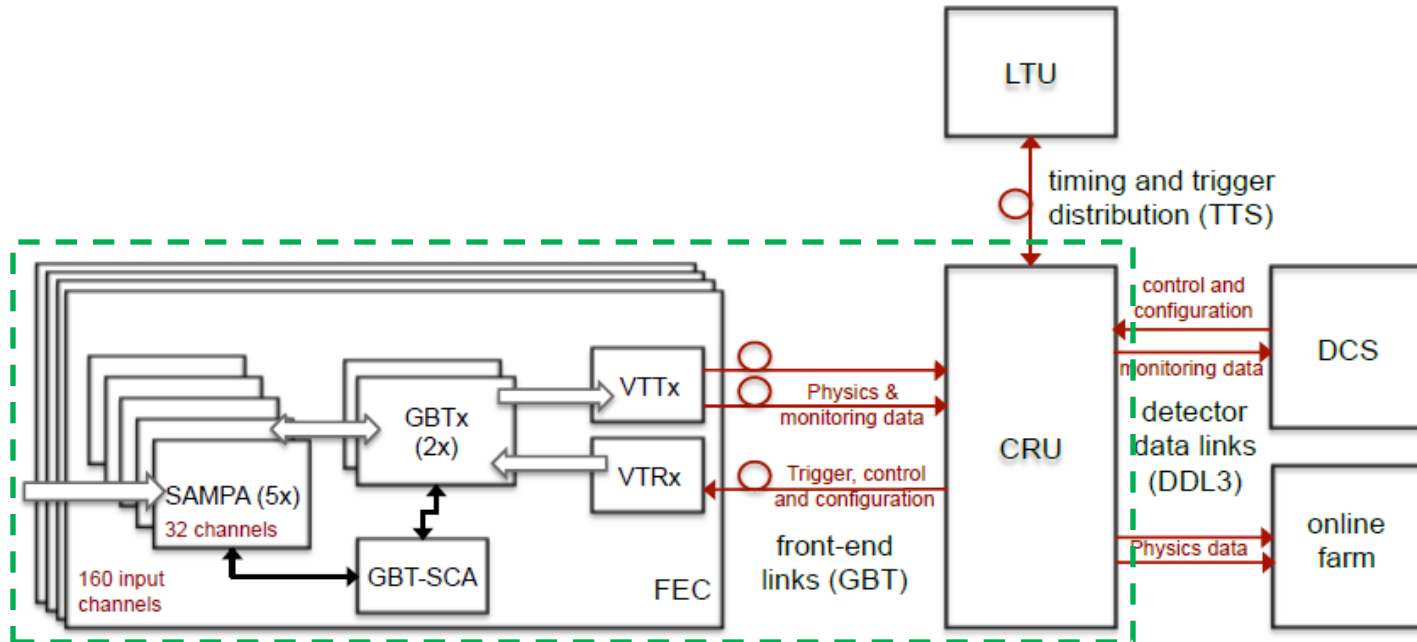 LTU
timing and trigger
distribution (TTS)
control and
configuration
DCS
monitoring data
detector
data links
(DDL3)
online
farm
Physics data
CRU
VTTx
Physics &
monitoring data
VTRx
Trigger, control
and configuration
front-end
links (GBT)
GBTx
(2x)
SAMPA (5x)
32 channels
GBT-SCA
160 input
channels
FEC